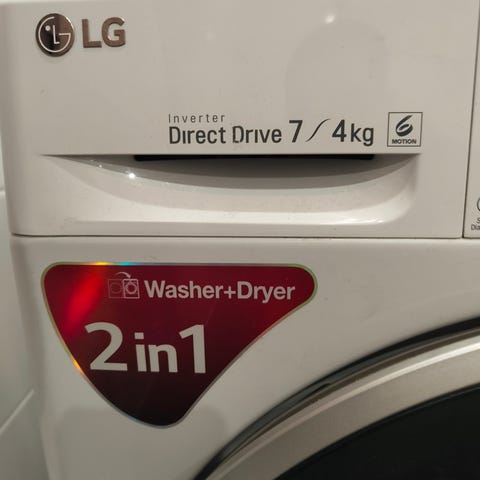 LG
Inverter
Direct Drive 7/4kg
6
MOTION
Washer+Dryer
2in1